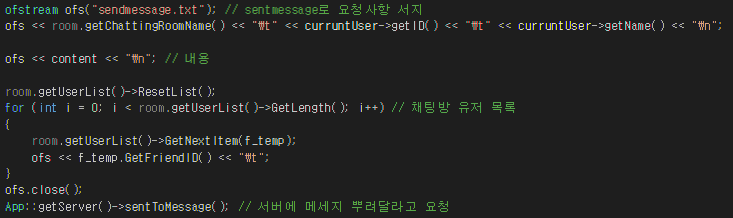 ofstream ofs("sendmessage.txt"); // sentmessage로 요청사항 서지
ofs << room.getChattingRoomName() << "₩t" << curruntUser->getID() << "₩t" << curruntUser->getName() << "₩n";
ofs << content << "₩n"; // 내용
room.getUserList()->ResetList();
for (int i = 0; i < room.getUserList()->GetLength(); i++) // 채팅방 유저 목록
{
room.getUserList()->GetNextItem(f_temp);
ofs << f_temp.GetFriendID() << "₩t";
}
ofs.close();
App::getServer()->sentToMessage(); // 서버에 메세지 뿌려달라고 요청